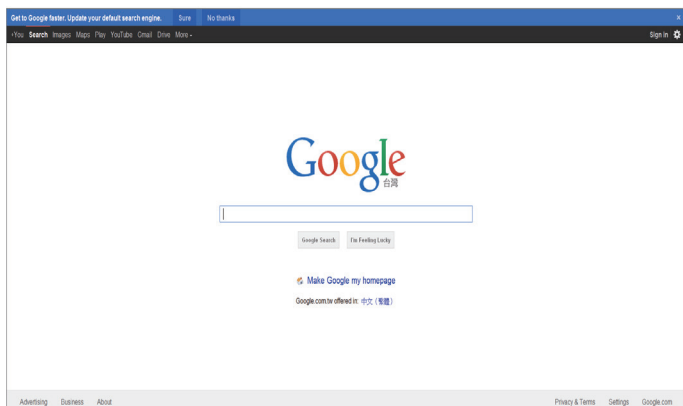 Get to Google faster. Update your default search engine. Sure No thanks ×
+You Search Images Maps Play YouTube Gmail Drive More Sign in
Google
台灣
Google Search I'm Feeling Lucky
Make Google my homepage
Google.com.tw offered in: 中文（繁體）
Advertising Business About Privacy & Terms Settings Google.com